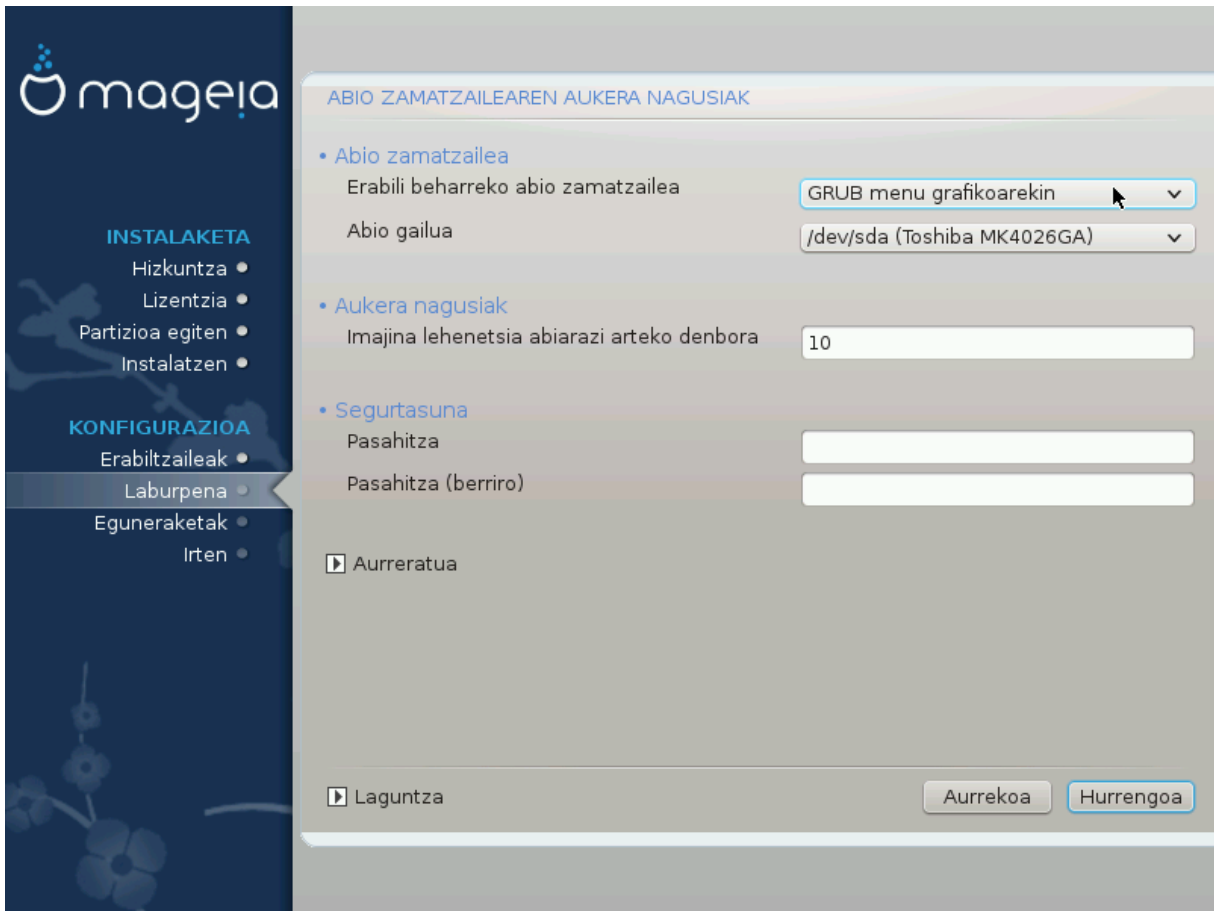 mageia
INSTALAKETA
Hizkuntza
Lizentzia
Partizioa egiten
Instalatzen
KONFIGURAZIOA
Erabiltzaileak
Laburpena
Eguneraketak
Irten
ABIO ZAMATZAILEAREN AUKERA NAGUSIAK
• Abio zamatzailea
Erabili beharreko abio zamatzailea
GRUB menu grafikoarekin
Abio gailua
/dev/sda (Toshiba MK4026GA)
• Aukera nagusiak
Imajina lehenetsia abiarazi arteko denbora
10
• Segurtasuna
Pasahitza
Pasahitza (berriro)
Aurreratua
Laguntza
Aurrekoa
Hurrengoa